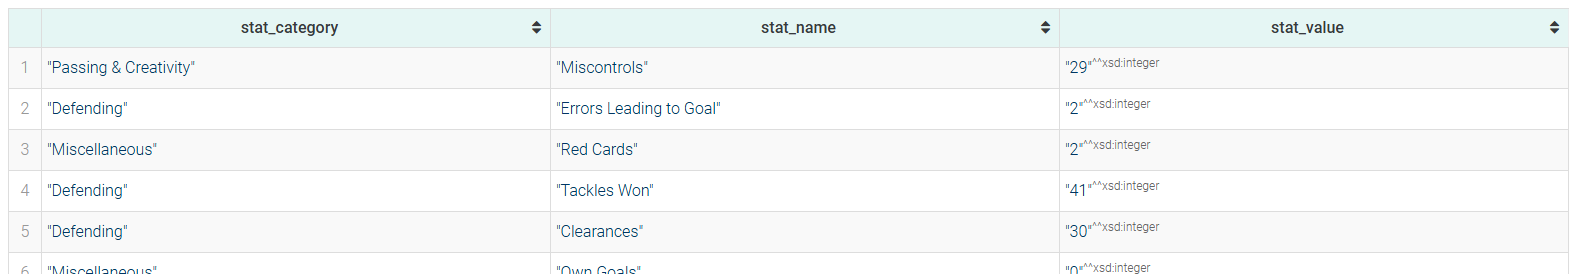 stat_category stat_name stat_value
1 "Passing & Creativity" "Miscontrols" "29"^^xsd:integer
2 "Defending" "Errors Leading to Goal" "2"^^xsd:integer
3 "Miscellaneous" "Red Cards" "2"^^xsd:integer
4 "Defending" "Tackles Won" "41"^^xsd:integer
5 "Defending" "Clearances" "30"^^xsd:integer
6 "Miscellaneous" "Own Goals" "0"^^xsd:integer